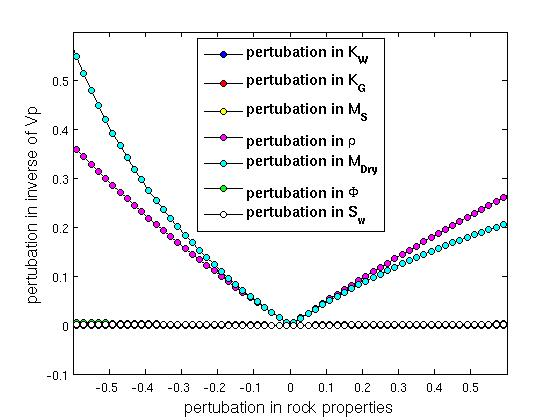 pertubation in K_W
pertubation in K_G
pertubation in M_S
pertubation in ρ
pertubation in M_Dry
pertubation in Φ
pertubation in S_w
pertubation in inverse of Vp
0.5
0.4
0.3
0.2
0.1
0
-0.1
-0.5 -0.4 -0.3 -0.2 -0.1 0 0.1 0.2 0.3 0.4 0.5
pertubation in rock properties